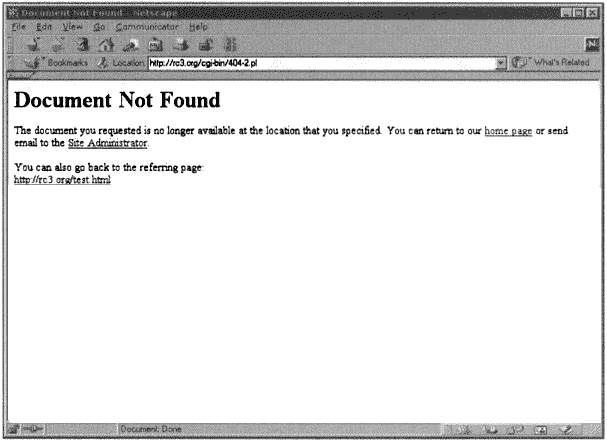 Document Not Found - Netscape
File Edit View Go Communicator Help
Bookmarks Location: http://rc3.org/cgi-bin/404-2.pl What's Related
Document Not Found
The document you requested is no longer available at the location that you specified. You can return to our home page or send
email to the Site Administrator.
You can also go back to the referring page:
http://rc3.org/test.html
Document: Done